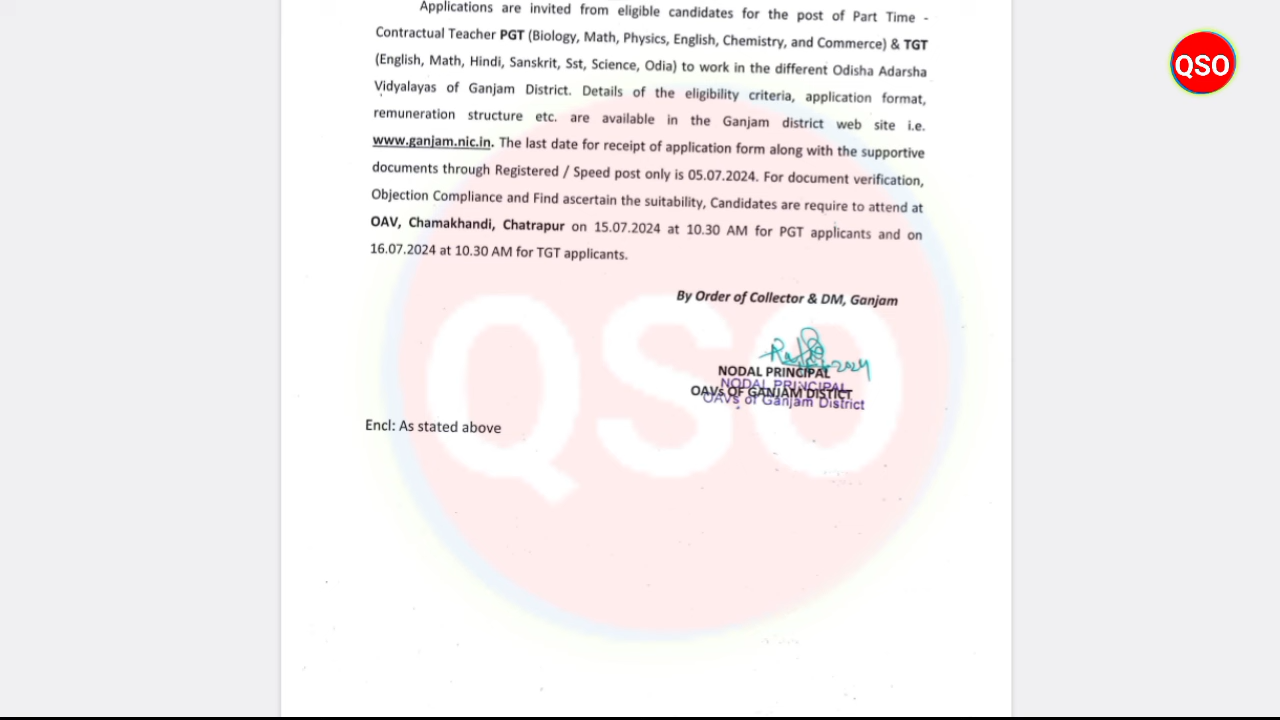 Applications are invited from eligible candidates for the post of Part Time -
Contractual Teacher PGT (Biology, Math, Physics, English, Chemistry, and Commerce) & TGT
(English, Math, Hindi, Sanskrit, Sst, Science, Odia) to work in the different Odisha Adarsha
Vidyalayas of Ganjam District. Details of the eligibility criteria, application format,
remuneration structure etc. are available in the Ganjam district web site i.e.
www.ganjam.nic.in. The last date for receipt of application form along with the supportive
documents through Registered / Speed post only is 05.07.2024. For document verification,
Objection Compliance and Find ascertain the suitability, Candidates are require to attend at
OAV, Chamakhandi, Chatrapur on 15.07.2024 at 10.30 AM for PGT applicants and on
16.07.2024 at 10.30 AM for TGT applicants.
By Order of Collector & DM, Ganjam
NODAL PRINCIPAL
NODAL PRINCIPAL
OAVs OF GANJAM DISTICT
OAVs of Ganjam District
Encl: As stated above
QSO
QSO